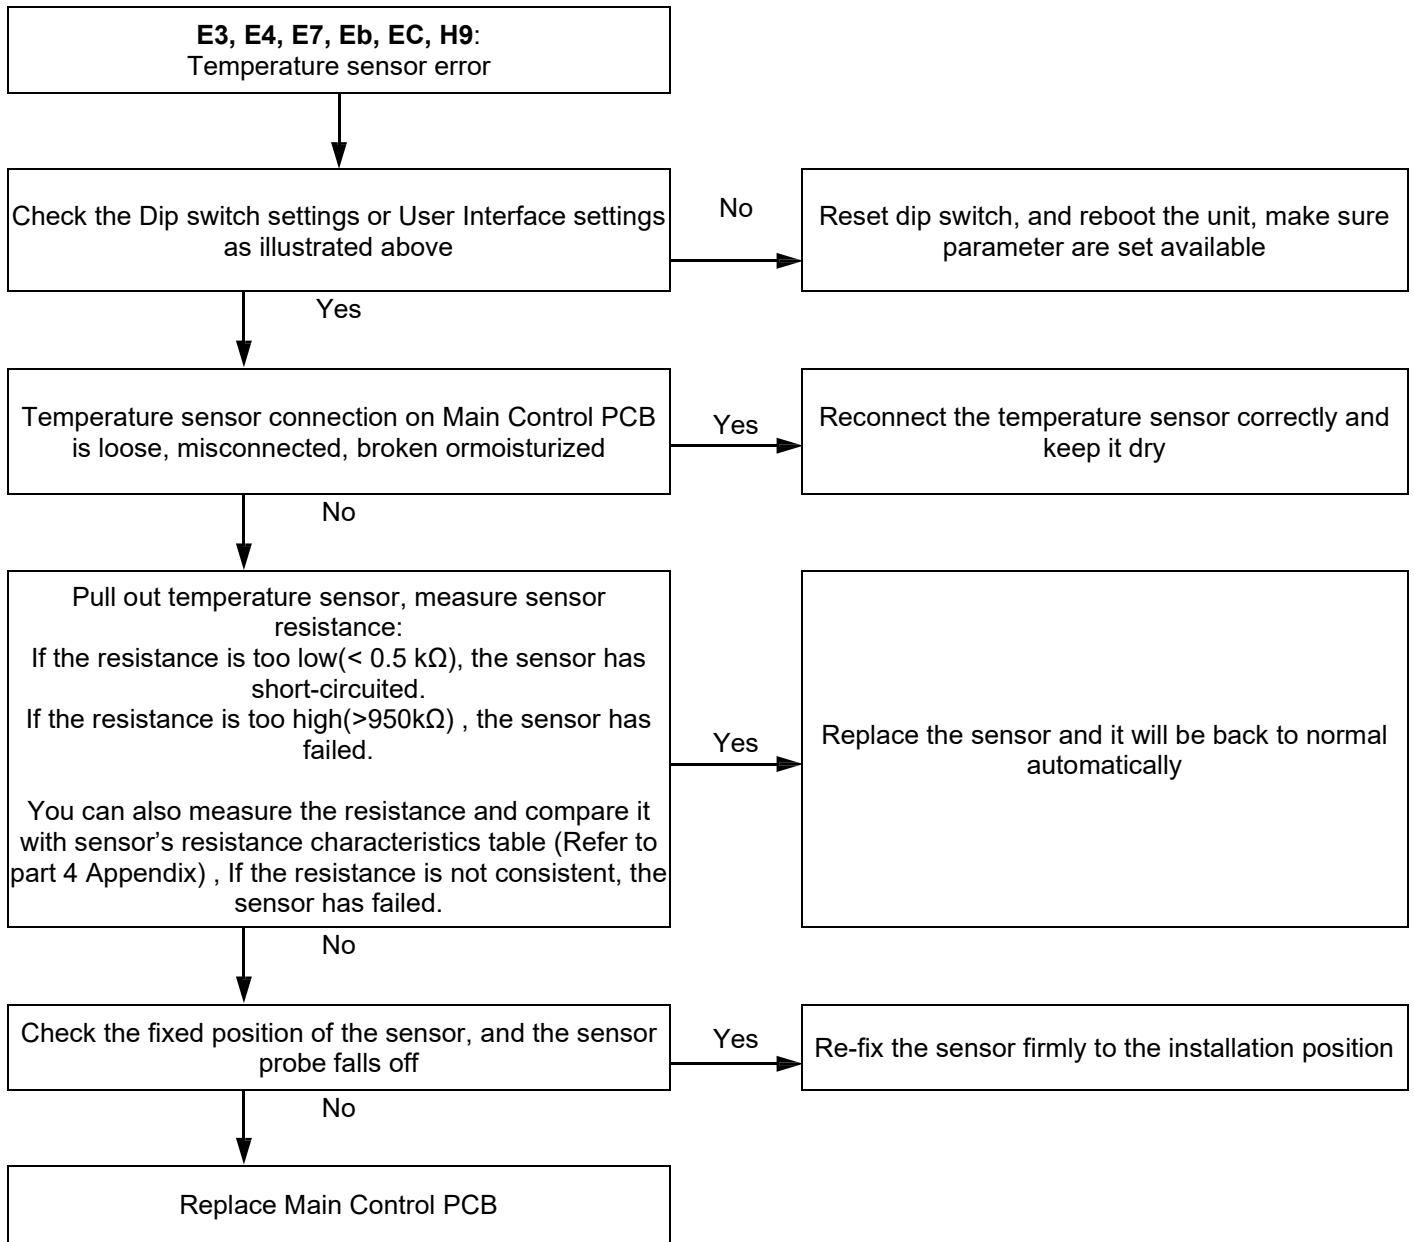 E3, E4, E7, Eb, EC, H9:
Temperature sensor error
Check the Dip switch settings or User Interface settings
as illustrated above
No
Reset dip switch, and reboot the unit, make sure
parameter are set available
Yes
Temperature sensor connection on Main Control PCB
is loose, misconnected, broken ormoisturized
Yes
Reconnect the temperature sensor correctly and
keep it dry
No
Pull out temperature sensor, measure sensor
resistance:
If the resistance is too low(< 0.5 kΩ), the sensor has
short-circuited.
If the resistance is too high(>950kΩ) , the sensor has
failed.
You can also measure the resistance and compare it
with sensor’s resistance characteristics table (Refer to
part 4 Appendix) , If the resistance is not consistent, the
sensor has failed.
Yes
Replace the sensor and it will be back to normal
automatically
No
Check the fixed position of the sensor, and the sensor
probe falls off
Yes
Re-fix the sensor firmly to the installation position
No
Replace Main Control PCB